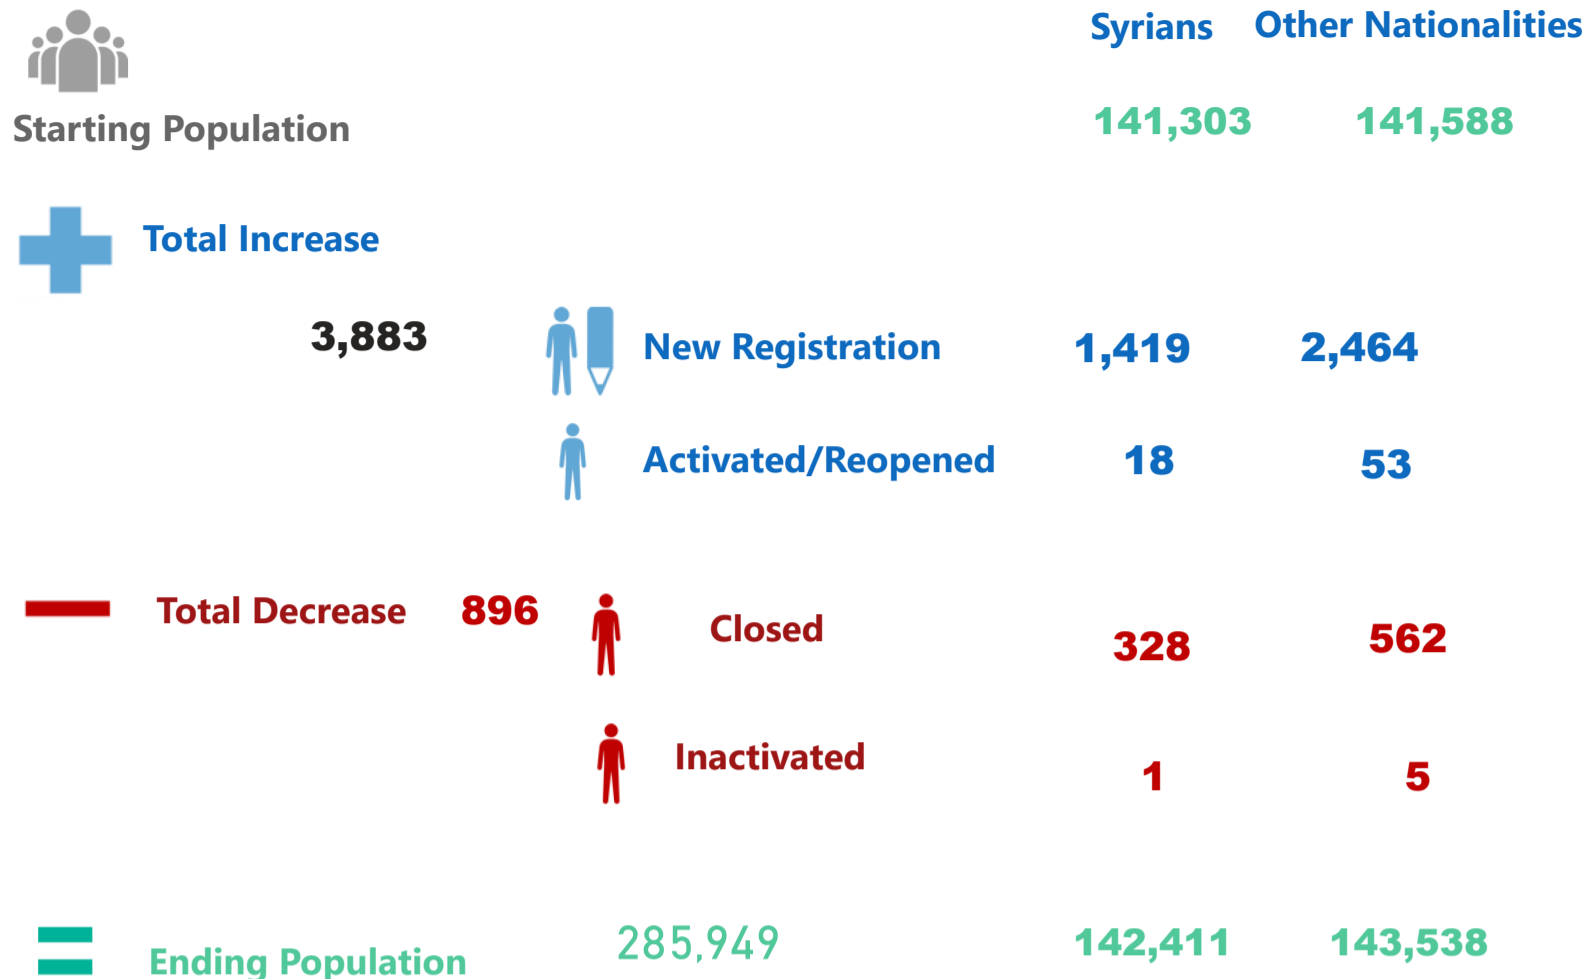 Syrians Other Nationalities
Starting Population 141,303 141,588
Total Increase
3,883 New Registration 1,419 2,464
Activated/Reopened 18 53
Total Decrease 896 Closed 328 562
Inactivated 1 5
Ending Population 285,949 142,411 143,538